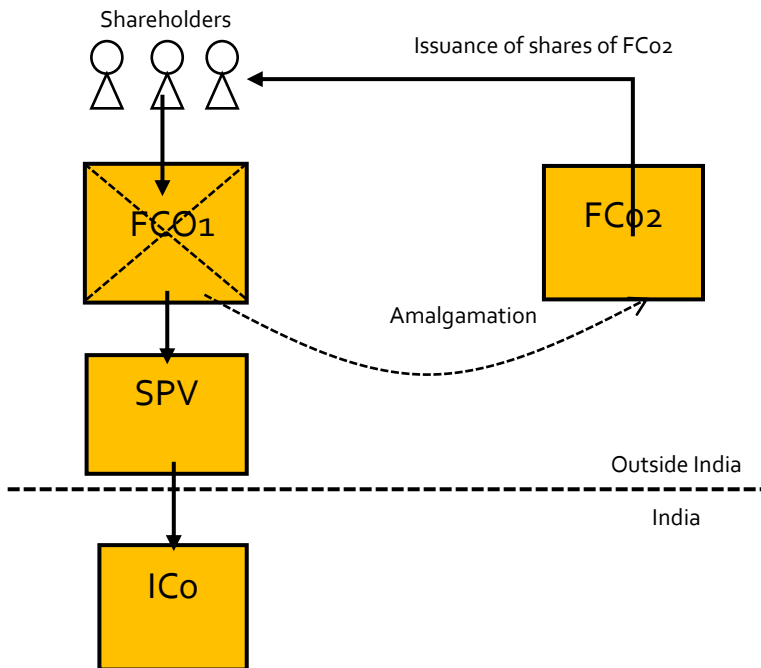 Shareholders
Issuance of shares of FCo2
FCO1
FCo2
Amalgamation
SPV
Outside India
India
ICo